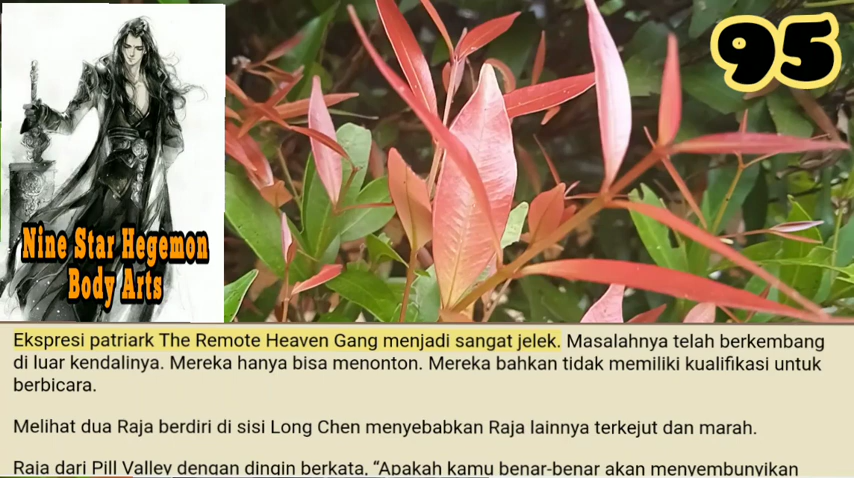 95
Nine Star Hegemon
Body Arts
Ekspresi patriark The Remote Heaven Gang menjadi sangat jelek. Masalahnya telah berkembang
di luar kendalinya. Mereka hanya bisa menonton. Mereka bahkan tidak memiliki kualifikasi untuk
berbicara.
Melihat dua Raja berdiri di sisi Long Chen menyebabkan Raja lainnya terkejut dan marah.
Raja dari Pill Valley dengan dingin berkata, “Apakah kamu benar-benar akan menyembunyikan